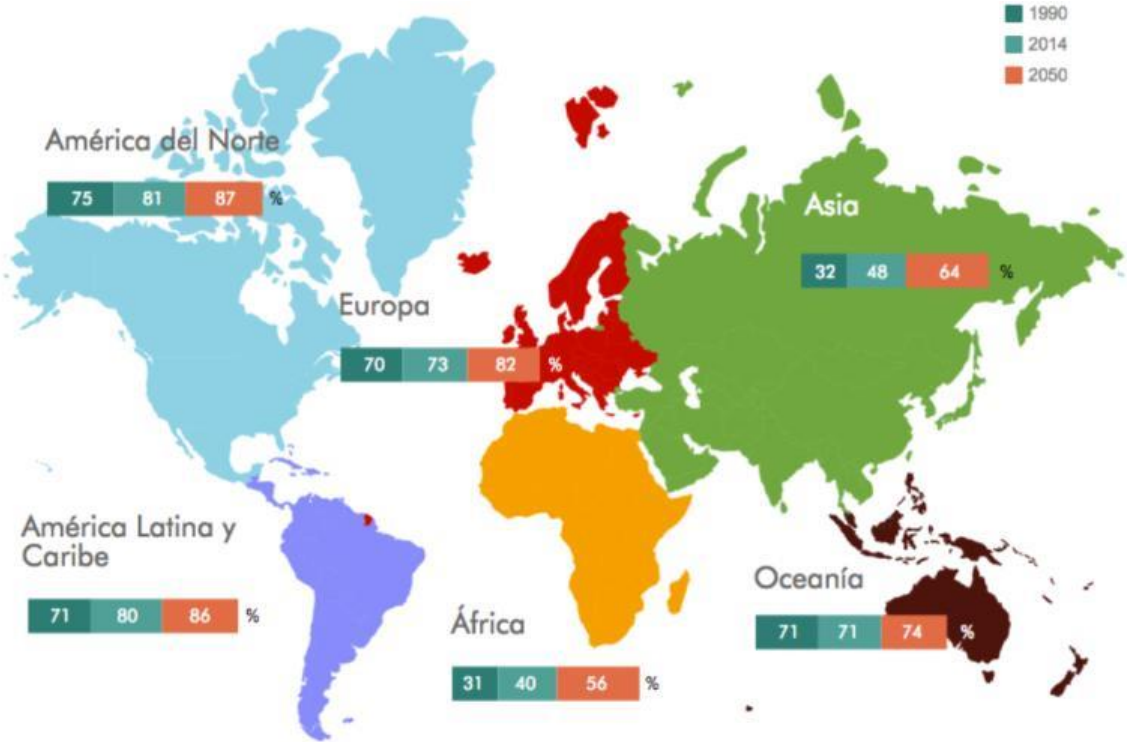 1990
2014
2050
América del Norte
75 81 87 %
Asia
32 48 64 %
Europa
70 73 82 %
América Latina y
Caribe
71 80 86 %
África
31 40 56 %
Oceanía
71 71 74 %